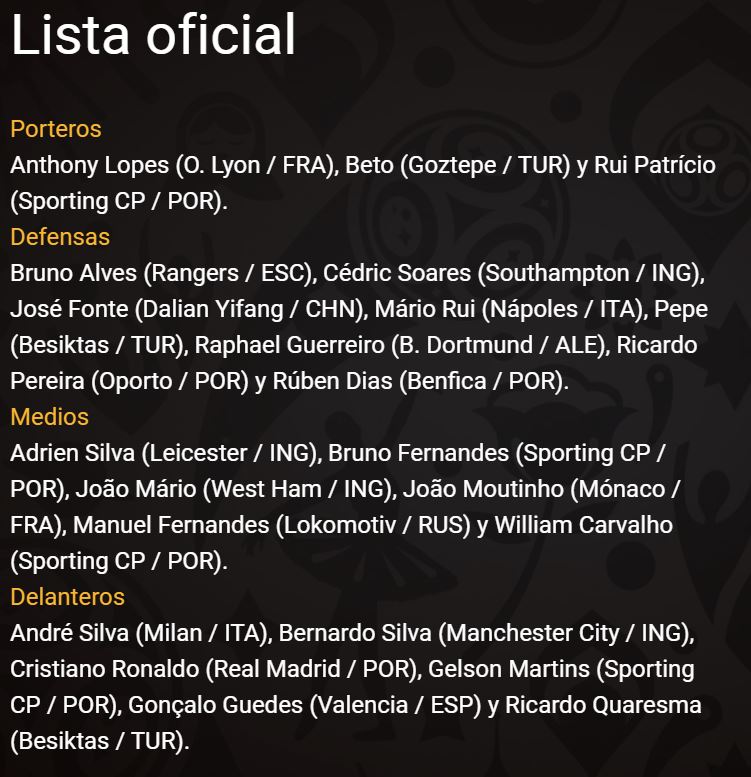 Lista oficial
Porteros
Anthony Lopes (O. Lyon / FRA), Beto (Goztepe / TUR) y Rui Patrício
(Sporting CP / POR).
Defensas
Bruno Alves (Rangers / ESC), Cédric Soares (Southampton / ING),
José Fonte (Dalian Yifang / CHN), Mário Rui (Nápoles / ITA), Pepe
(Besiktas / TUR), Raphael Guerreiro (B. Dortmund / ALE), Ricardo
Pereira (Oporto / POR) y Rúben Dias (Benfica / POR).
Medios
Adrien Silva (Leicester / ING), Bruno Fernandes (Sporting CP /
POR), João Mário (West Ham / ING), João Moutinho (Mónaco /
FRA), Manuel Fernandes (Lokomotiv / RUS) y William Carvalho
(Sporting CP / POR).
Delanteros
André Silva (Milan / ITA), Bernardo Silva (Manchester City / ING),
Cristiano Ronaldo (Real Madrid / POR), Gelson Martins (Sporting
CP / POR), Gonçalo Guedes (Valencia / ESP) y Ricardo Quaresma
(Besiktas / TUR).